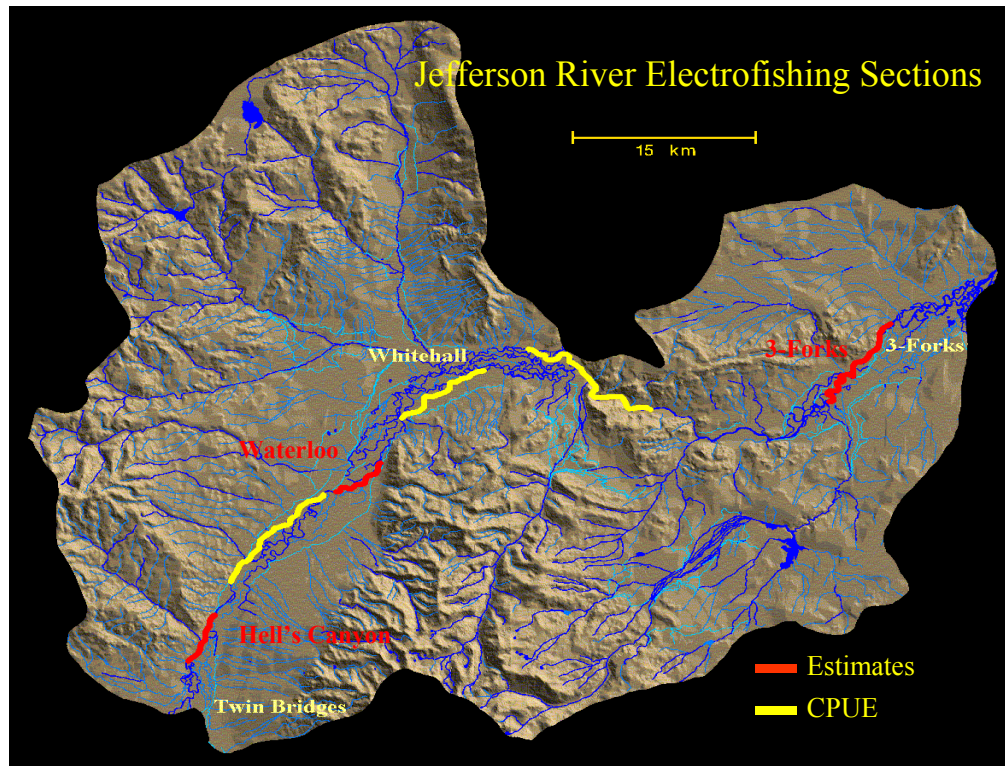 Jefferson River Electrofishing Sections
15 km
Whitehall
3-Forks
3-Forks
Waterloo
Hell's Canyon
Twin Bridges
Estimates
CPUE